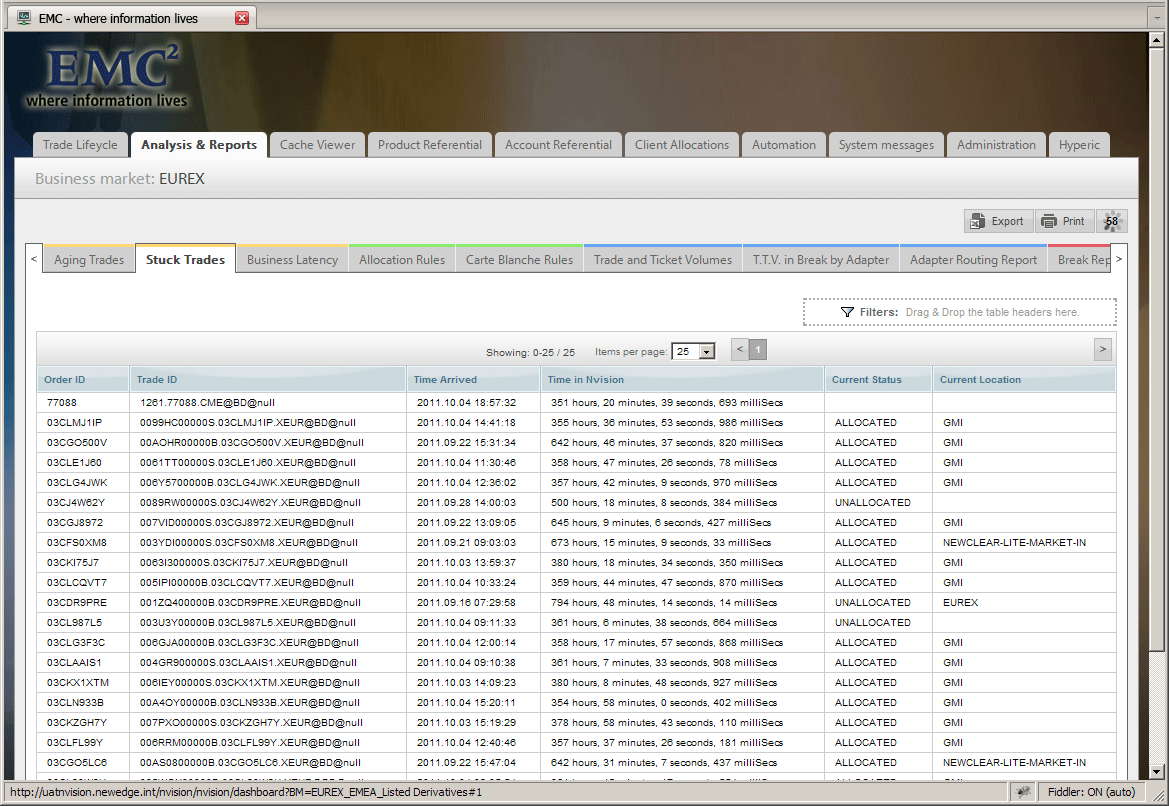 EMC - where information lives
EMC²
where information lives
Trade Lifeycle Analysis & Reports Cache Viewer Product Referential Account Referential Client Allocations Automation System messages Administration Hyperic
Business market: EUREX
Export Print 58
< Aging Trades Stuck Trades Business Latency Allocation Rules Carte Blanche Rules Trade and Ticket Volumes T.T.V. in Break by Adapter Adapter Routing Report Break Rep >
Filters: Drag & Drop the table headers here.
Showing: 0-25 / 25 Items per page: 25 < 1 >
Order ID Trade ID Time Arrived Time in Nvision Current Status Current Location
77088 1261.77088.CME@BD@null 2011.10.04 18:57:32 351 hours, 20 minutes, 39 seconds, 693 milliSecs
03CLMJ1IP 0099HC00000S.03CLMJ1IP.XEUR@BD@null 2011.10.04 14:41:18 355 hours, 36 minutes, 53 seconds, 986 milliSecs ALLOCATED GMI
03CGO500V 00AOHR00000B.03CGO500V.XEUR@BD@null 2011.09.22 15:31:34 642 hours, 46 minutes, 37 seconds, 820 milliSecs ALLOCATED GMI
03CLE1J60 0061TT00000S.03CLE1J60.XEUR@BD@null 2011.10.04 11:30:46 358 hours, 47 minutes, 26 seconds, 78 milliSecs ALLOCATED GMI
03CLG4JWK 006Y5700000B.03CLG4JWK.XEUR@BD@null 2011.10.04 12:36:02 357 hours, 42 minutes, 9 seconds, 970 milliSecs ALLOCATED GMI
03CJ4W62Y 0089RW00000S.03CJ4W62Y.XEUR@BD@null 2011.09.28 14:00:03 500 hours, 18 minutes, 8 seconds, 384 milliSecs UNALLOCATED
03CGJ8972 007VID00000S.03CGJ8972.XEUR@BD@null 2011.09.22 13:09:05 645 hours, 9 minutes, 6 seconds, 427 milliSecs ALLOCATED GMI
03CFS0XM8 003YDI00000S.03CFS0XM8.XEUR@BD@null 2011.09.21 09:03:03 673 hours, 15 minutes, 9 seconds, 33 milliSecs ALLOCATED NEWCLEAR-LITE-MARKET-IN
03CKI75J7 0063I300000S.03CKI75J7.XEUR@BD@null 2011.10.03 13:59:37 380 hours, 18 minutes, 34 seconds, 350 milliSecs ALLOCATED GMI
03CLCQVT7 005IPI00000B.03CLCQVT7.XEUR@BD@null 2011.10.04 10:33:24 359 hours, 44 minutes, 47 seconds, 870 milliSecs ALLOCATED GMI
03CDR9PRE 001ZQ400000B.03CDR9PRE.XEUR@BD@null 2011.09.16 07:29:58 794 hours, 48 minutes, 14 seconds, 14 milliSecs UNALLOCATED EUREX
03CL987L5 003U3Y00000B.03CL987L5.XEUR@BD@null 2011.10.04 09:11:33 361 hours, 6 minutes, 38 seconds, 664 milliSecs UNALLOCATED
03CLG3F3C 006GJA00000B.03CLG3F3C.XEUR@BD@null 2011.10.04 12:00:14 358 hours, 17 minutes, 57 seconds, 868 milliSecs ALLOCATED GMI
03CLAAIS1 004GR900000S.03CLAAIS1.XEUR@BD@null 2011.10.04 09:10:38 361 hours, 7 minutes, 33 seconds, 908 milliSecs ALLOCATED GMI
03CKX1XTM 006IEY00000S.03CKX1XTM.XEUR@BD@null 2011.10.03 14:09:23 380 hours, 8 minutes, 48 seconds, 927 milliSecs ALLOCATED GMI
03CLN933B 00A4OY00000B.03CLN933B.XEUR@BD@null 2011.10.04 15:20:11 354 hours, 58 minutes, 0 seconds, 402 milliSecs ALLOCATED GMI
03CKZGH7Y 007PXO00000S.03CKZGH7Y.XEUR@BD@null 2011.10.03 15:19:29 378 hours, 58 minutes, 43 seconds, 110 milliSecs ALLOCATED GMI
03CLFL99Y 006RRM00000B.03CLFL99Y.XEUR@BD@null 2011.10.04 12:40:46 357 hours, 37 minutes, 26 seconds, 181 milliSecs ALLOCATED GMI
03CGO5LC6 00AS0800000B.03CGO5LC6.XEUR@BD@null 2011.09.22 15:47:04 642 hours, 31 minutes, 7 seconds, 437 milliSecs ALLOCATED NEWCLEAR-LITE-MARKET-IN
http://uatnvision.newedge.int/nvision/nvision/dashboard?BM=EUREX_EMEA_Listed Derivatives#1 Fiddler: ON (auto)